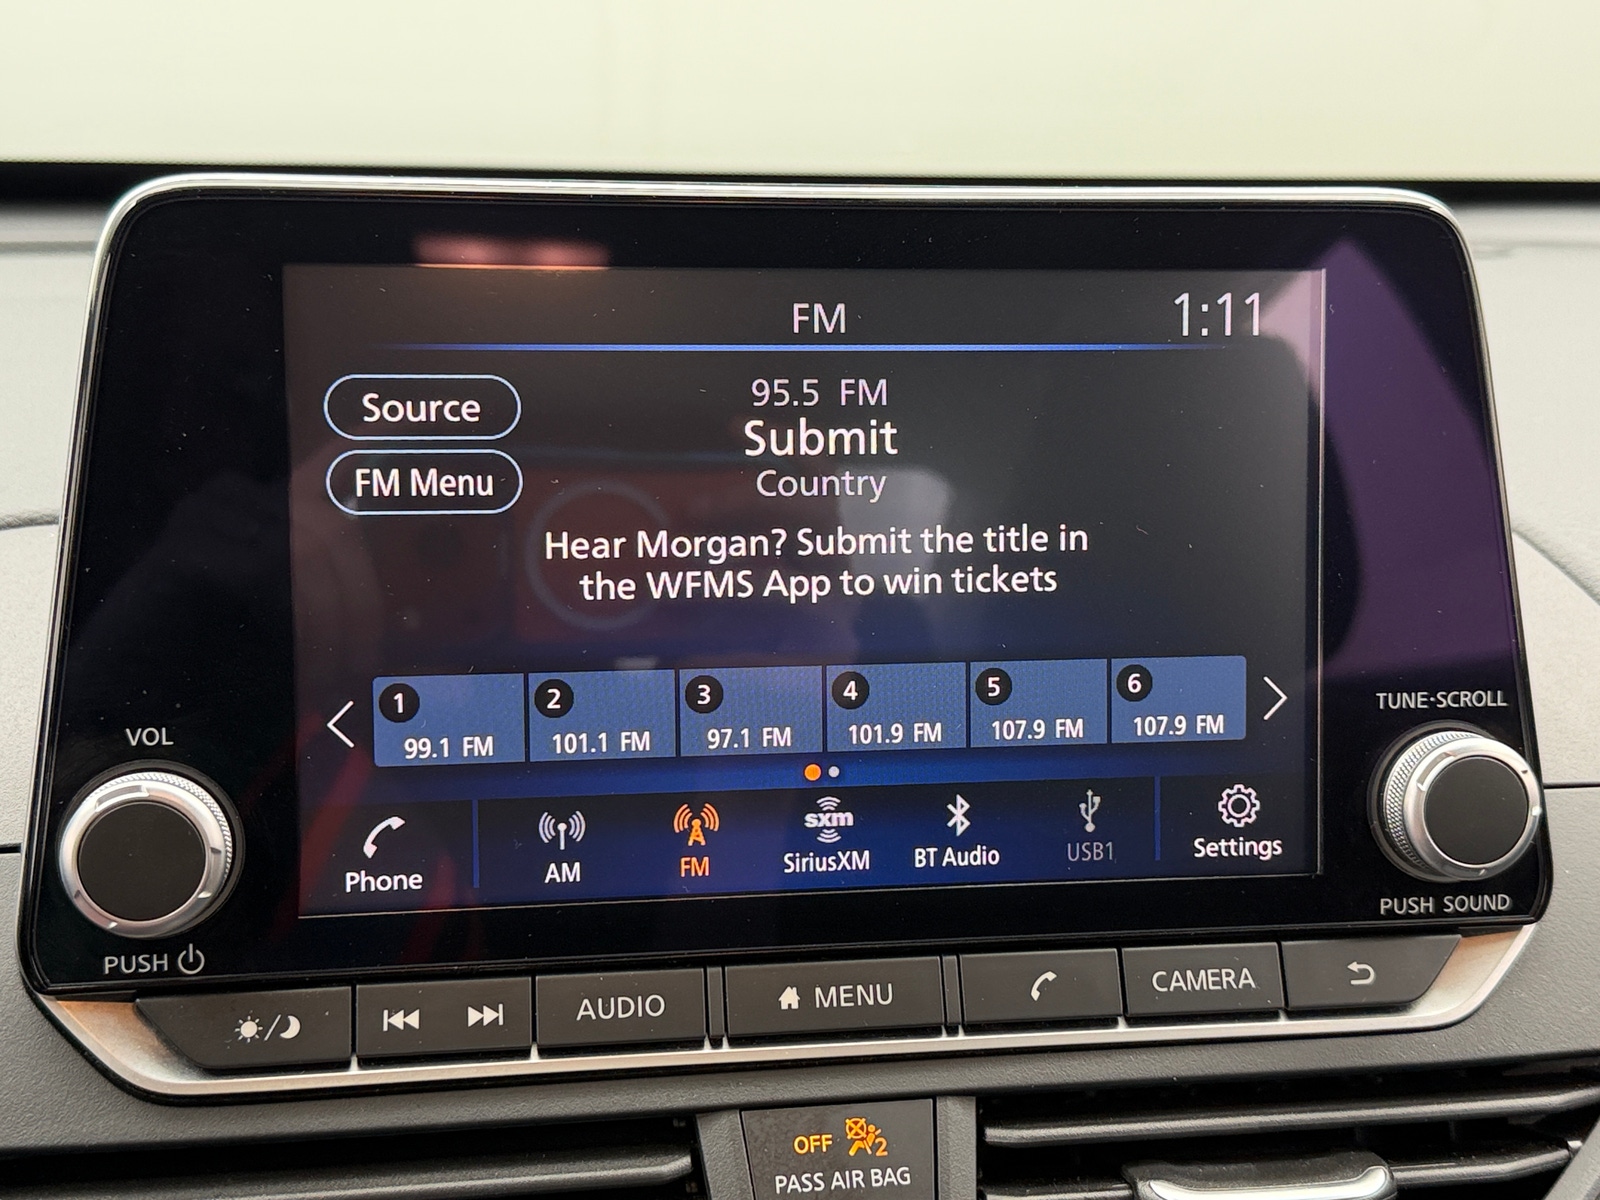 FM
1:11
Source
95.5 FM
Submit
FM Menu
Country
Hear Morgan? Submit the title in
the WFMS App to win tickets
1 99.1 FM
2 101.1 FM
3 97.1 FM
4 101.9 FM
5 107.9 FM
6 107.9 FM
VOL
PUSH
TUNE·SCROLL
PUSH SOUND
Phone
AM
FM
sxm
SiriusXM
BT Audio
USB1
Settings
AUDIO
MENU
CAMERA
OFF 2
PASS AIR BAG